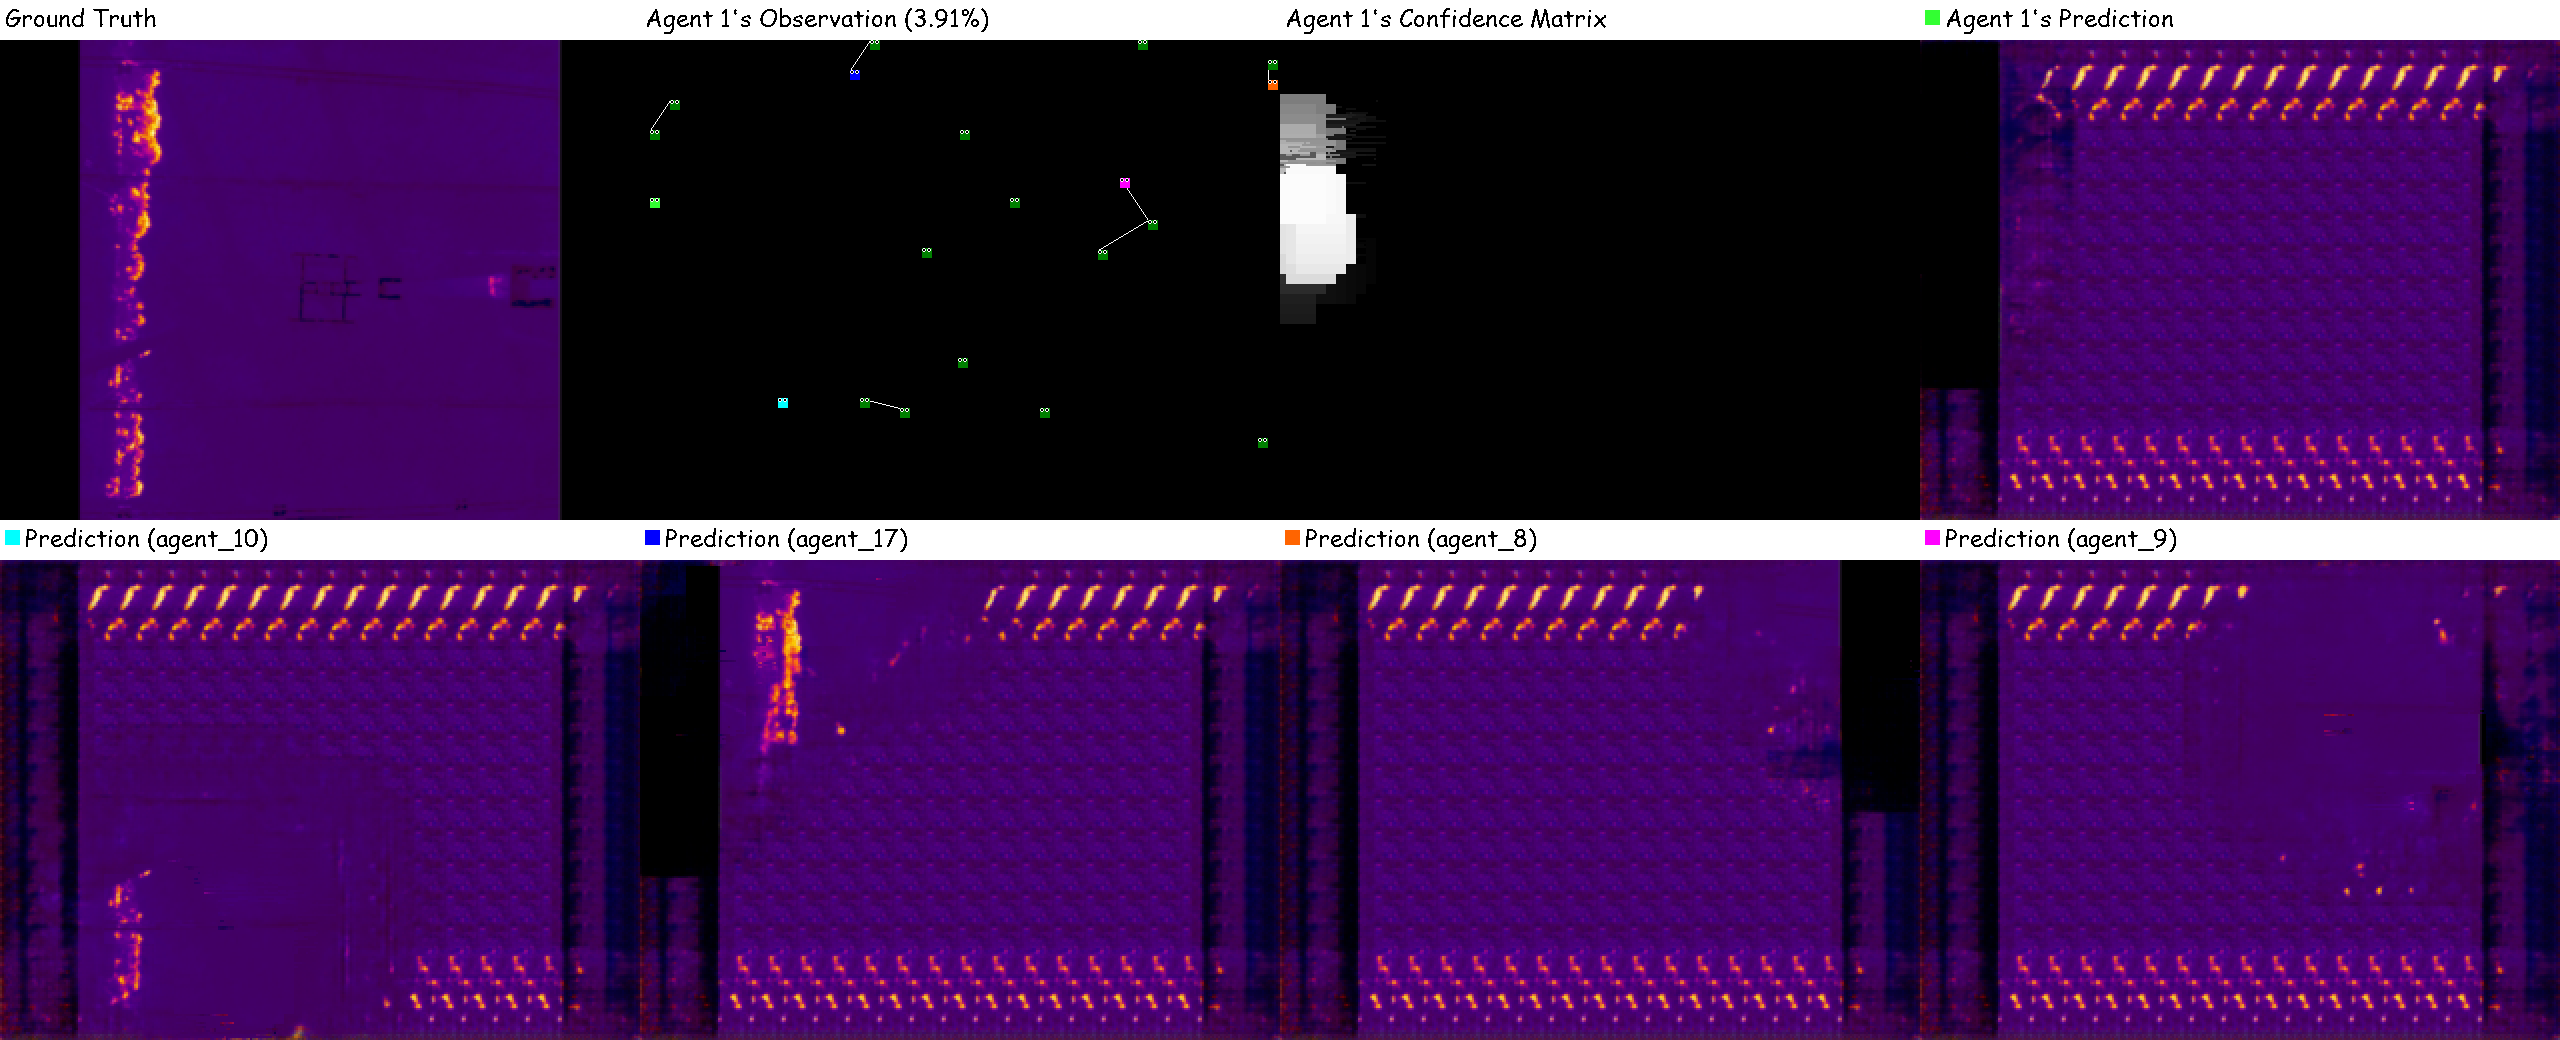 Ground Truth
Agent 1's Observation (3.91%)
Agent 1's Confidence Matrix
Agent 1's Prediction
Prediction (agent_10)
Prediction (agent_17)
Prediction (agent_8)
Prediction (agent_9)